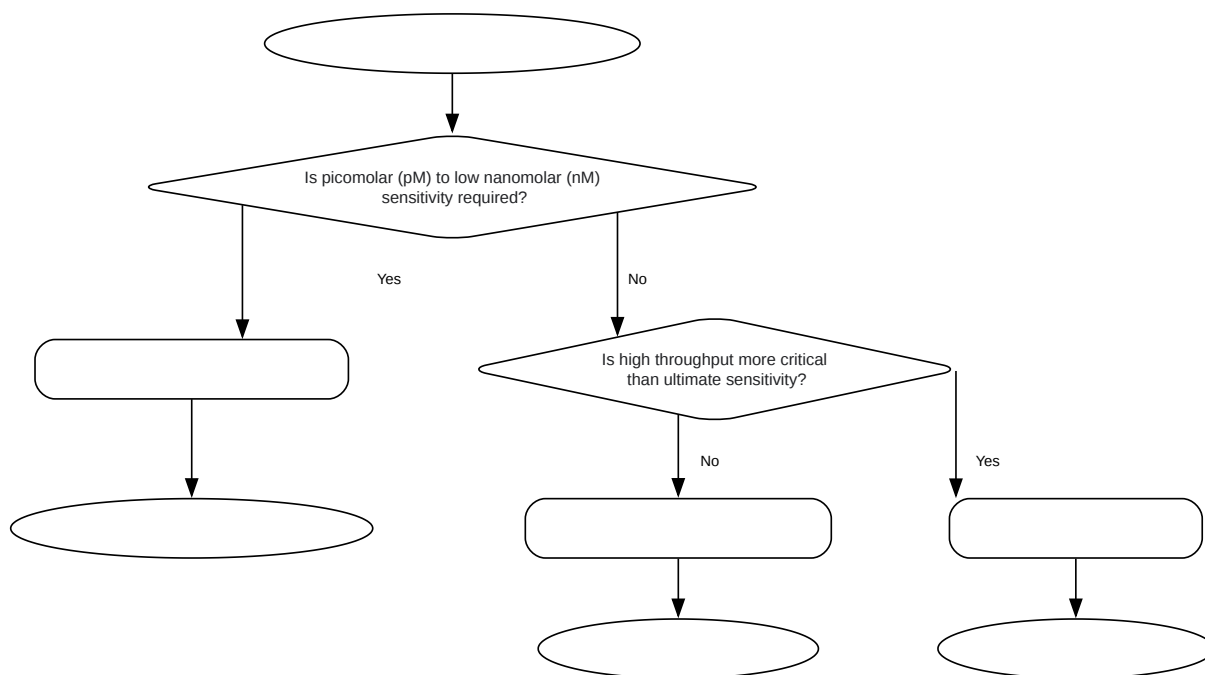 Is picomolar (pM) to low nanomolar (nM)
sensitivity required?
Yes
No
Is high throughput more critical
than ultimate sensitivity?
No
Yes